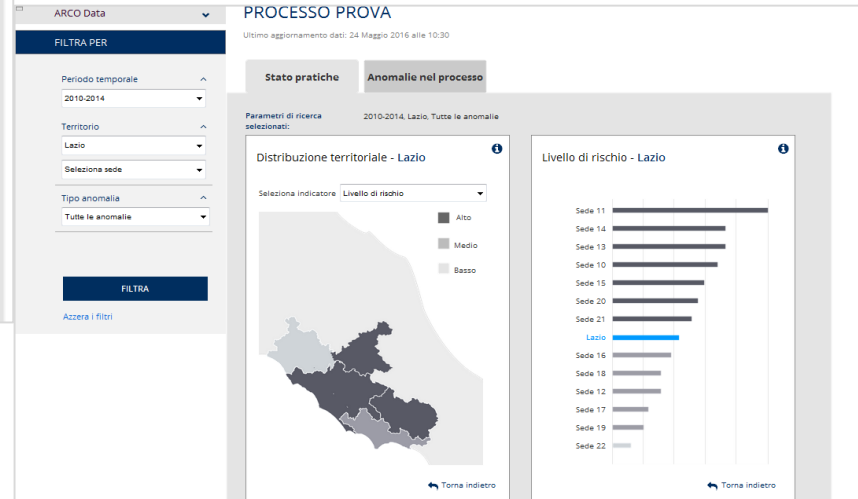 ARCO Data
FILTRA PER
Periodo temporale
2010-2014
Territorio
Lazio
Seleziona sede
Tipo anomalia
Tutte le anomalie
FILTRA
Azzera i filtri
PROCESSO PROVA
Ultimo aggiornamento dati: 24 Maggio 2016 alle 10:30
Stato pratiche
Anomalie nel processo
Parametri di ricerca
selezionati:
2010-2014, Lazio, Tutte le anomalie
Distribuzione territoriale - Lazio
Seleziona indicatore
Livello di rischio
Alto
Medio
Basso
Torna indietro
Livello di rischio - Lazio
Sede 11
Sede 14
Sede 13
Sede 10
Sede 15
Sede 20
Sede 21
Lazio
Sede 16
Sede 18
Sede 12
Sede 17
Sede 19
Sede 22
Torna indietro